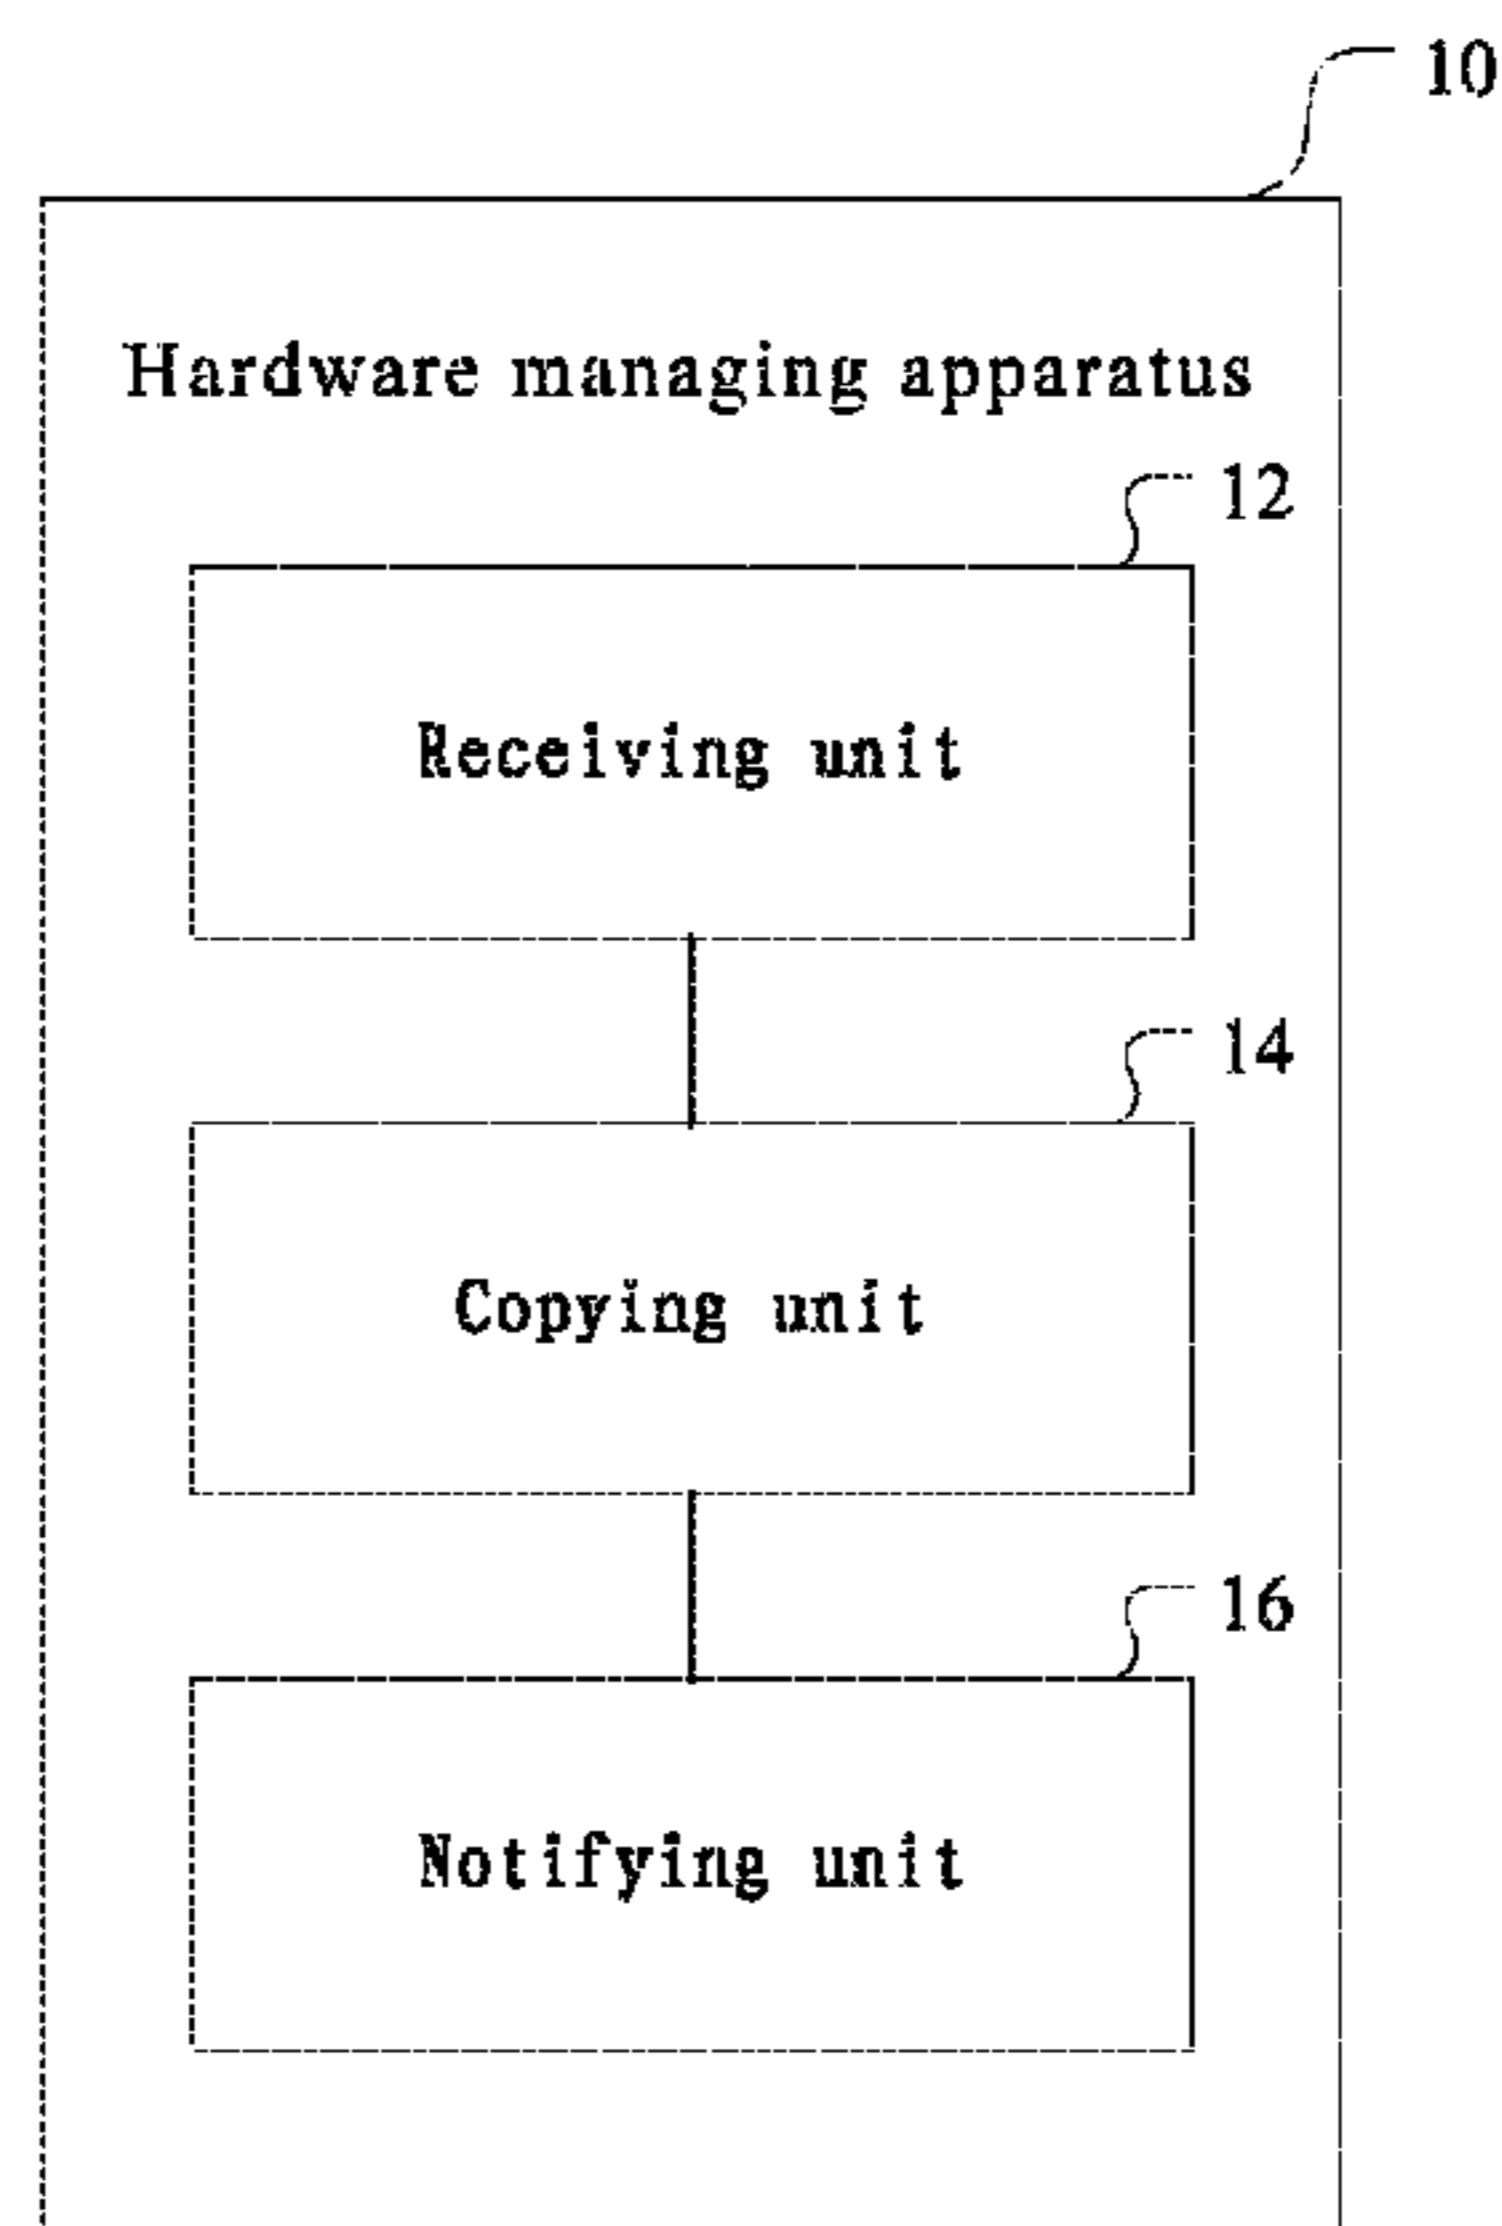 10
Hardware managing apparatus
12
Receiving unit
14
Copying unit
16
Notifying unit